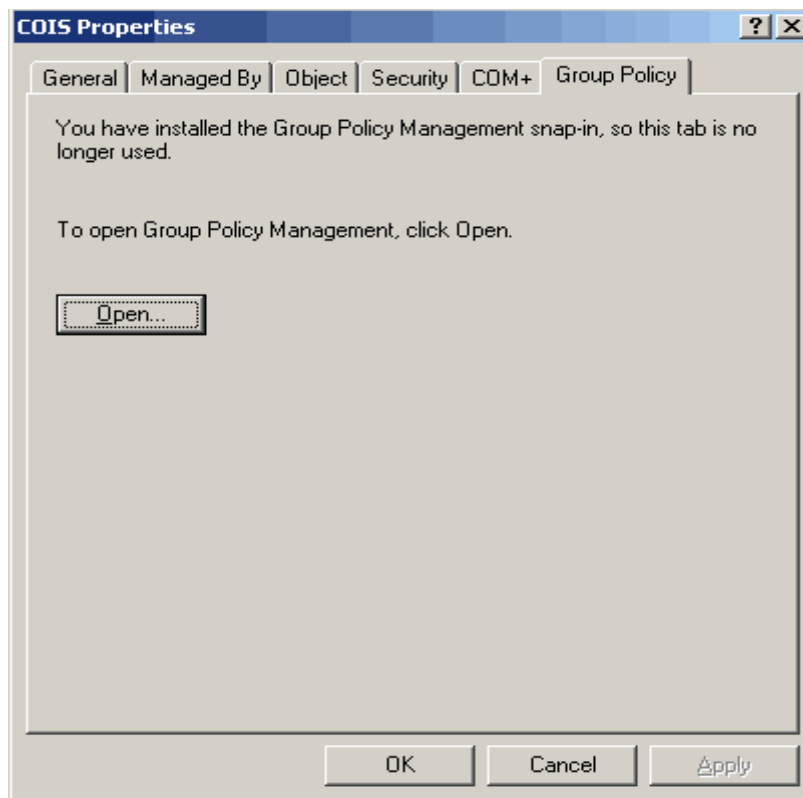 COIS Properties
General Managed By Object Security COM+ Group Policy
You have installed the Group Policy Management snap-in, so this tab is no
longer used.
To open Group Policy Management, click Open.
Open...
OK Cancel Apply